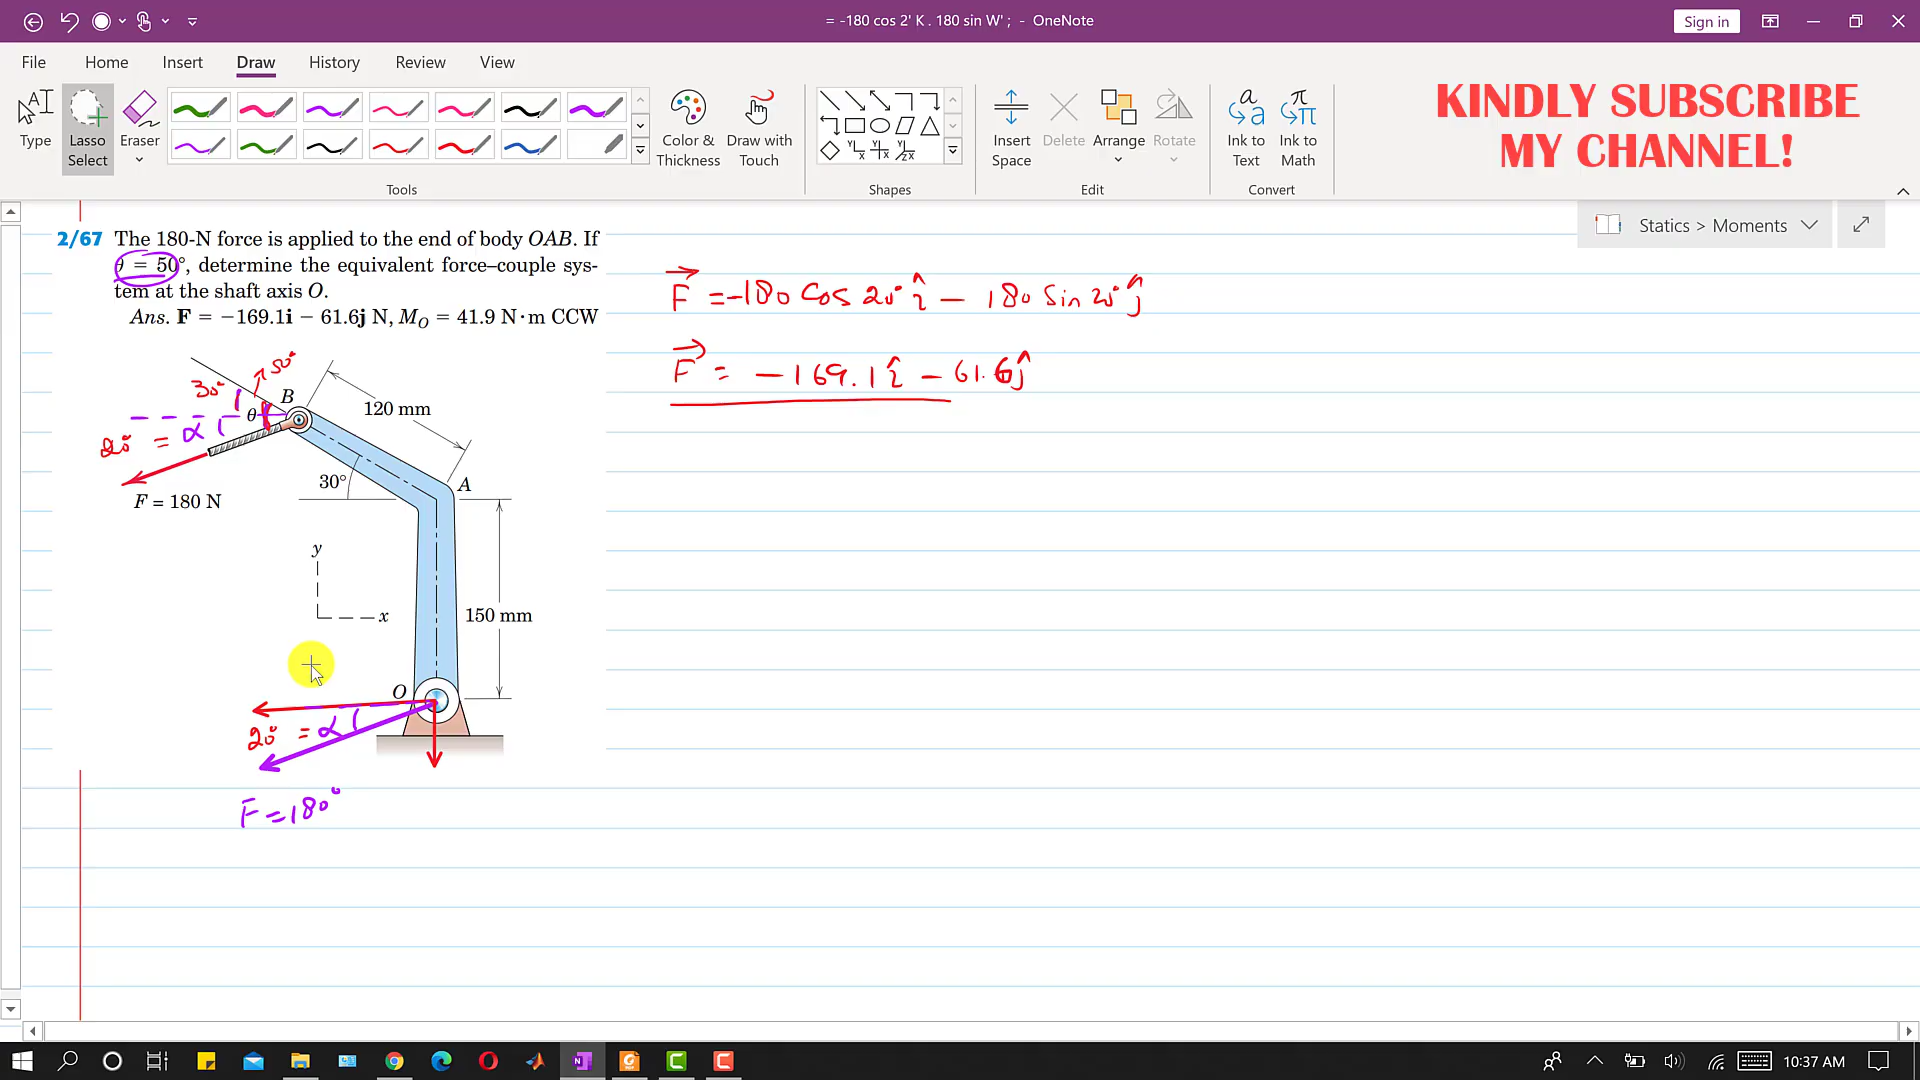 = -180 cos 2' K . 180 sin W' ; - OneNote
Sign in
File Home Insert Draw History Review View
Type
Lasso Select
Eraser
Color & Thickness
Draw with Touch
Insert Space
Delete
Arrange
Rotate
Ink to Text
Ink to Math
Tools
Shapes
Edit
Convert
KINDLY SUBSCRIBE
MY CHANNEL!
Statics > Moments
2/67 The 180-N force is applied to the end of body OAB. If
θ = 50°, determine the equivalent force–couple sys-
tem at the shaft axis O.
Ans. F = −169.1i − 61.6j N, M_O = 41.9 N·m CCW
F = -180 Cos 20° î − 180 Sin 20° ĵ
F = −169.1 î − 61.6 ĵ
50°
30°
B
θ
120 mm
20° = α
30°
A
F = 180 N
y
x
150 mm
O
20° = α
F = 180°
10:37 AM